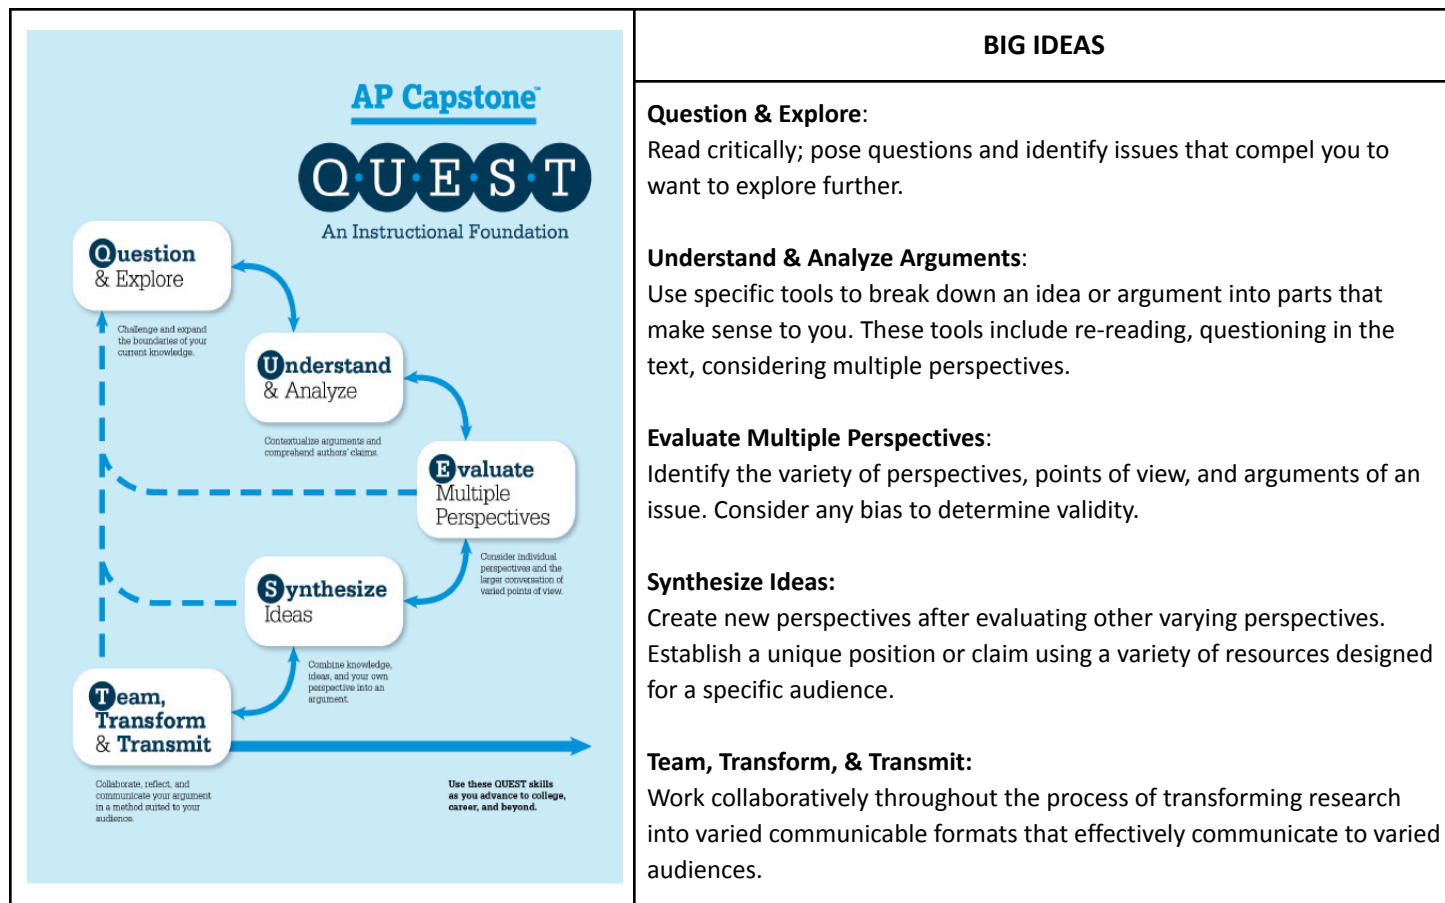 AP Capstone™
Q·U·E·S·T
An Instructional Foundation
Question
& Explore
Challenge and expand
the boundaries of your
current knowledge.
Understand
& Analyze
Contextualize arguments and
comprehend authors' claims.
Evaluate
Multiple
Perspectives
Consider individual
perspectives and the
larger conversation of
varied points of view.
Synthesize
Ideas
Combine knowledge,
ideas, and your own
perspective into an
argument.
Team,
Transform
& Transmit
Collaborate, reflect, and
communicate your argument
in a method suited to your
audience.
Use these QUEST skills
as you advance to college,
career, and beyond.
BIG IDEAS
Question & Explore:
Read critically; pose questions and identify issues that compel you to
want to explore further.
Understand & Analyze Arguments:
Use specific tools to break down an idea or argument into parts that
make sense to you. These tools include re-reading, questioning in the
text, considering multiple perspectives.
Evaluate Multiple Perspectives:
Identify the variety of perspectives, points of view, and arguments of an
issue. Consider any bias to determine validity.
Synthesize Ideas:
Create new perspectives after evaluating other varying perspectives.
Establish a unique position or claim using a variety of resources designed
for a specific audience.
Team, Transform, & Transmit:
Work collaboratively throughout the process of transforming research
into varied communicable formats that effectively communicate to varied
audiences.